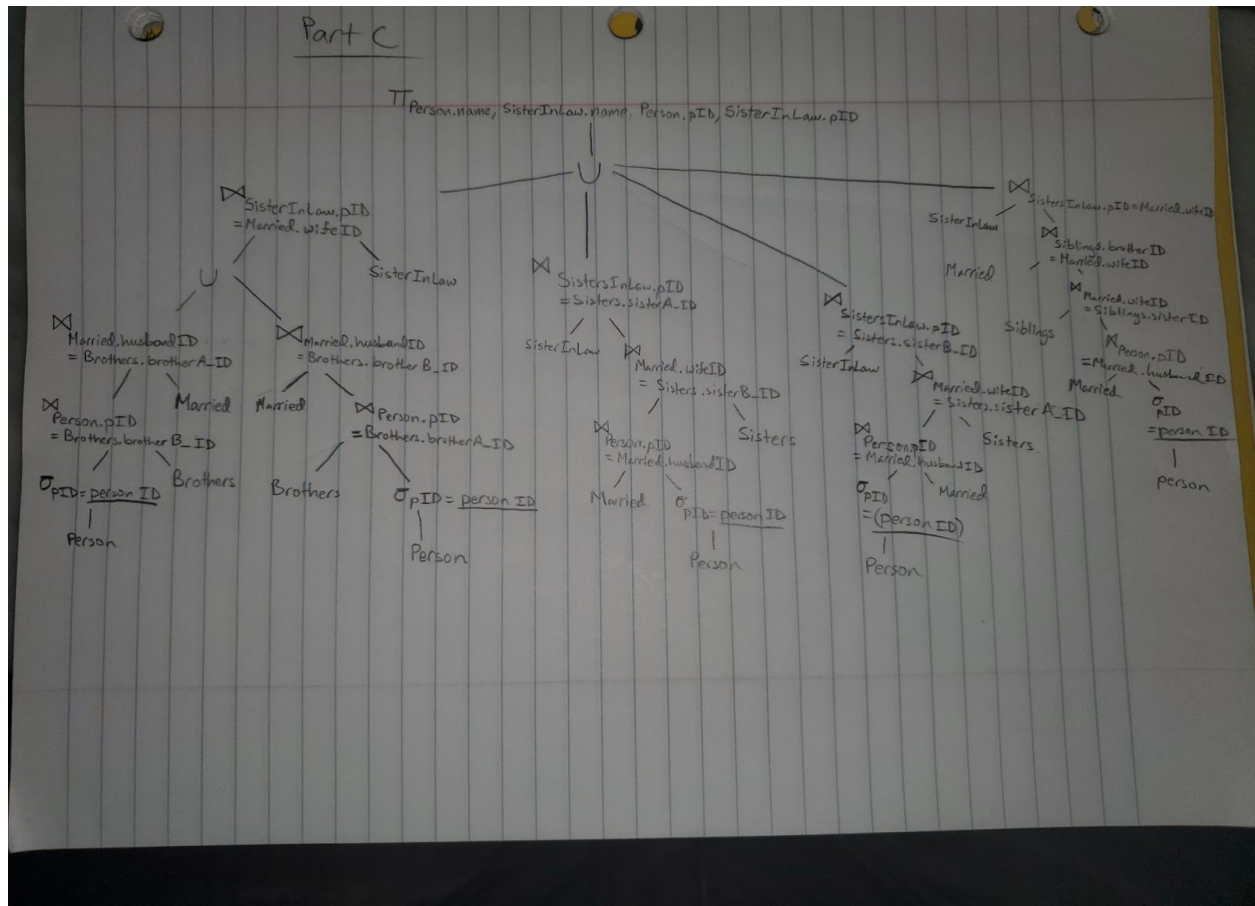 Part C
π Person.name, SisterInLaw.name, Person.pID, SisterInLaw.pID
∪
⋈ SisterInLaw.pID
= Married.wifeID
∪
SisterInLaw
⋈ Married.husbandID
= Brothers.brotherA_ID
⋈ Person.pID
= Brothers.brotherB_ID
Married
σ pID = person ID
Person
Brothers
⋈ Married.husbandID
= Brothers.brotherB_ID
Married
⋈ Person.pID
= Brothers.brotherA_ID
Brothers
σ pID = person ID
Person
⋈ SistersInLaw.pID
= Sisters.sisterA_ID
SisterInLaw
⋈ Married.wifeID
= Sisters.sisterB_ID
⋈ Person.pID
= Married.husbandID
Sisters
Married
σ pID = person ID
Person
⋈ SistersInLaw.pID
= Sisters.sisterB_ID
SisterInLaw
⋈ Married.wifeID
= Sisters.sisterA_ID
⋈ Person.pID
= Married.husbandID
Sisters
σ pID
= (person ID)
Married
Person
⋈ SistersInLaw.pID = Married.wifeID
SisterInLaw
⋈ Siblings.brotherID
= Married.wifeID
Married
⋈ Married.wifeID
= Siblings.sisterID
Siblings
⋈ Person.pID
= Married.husbandID
Married
σ pID
= person ID
person